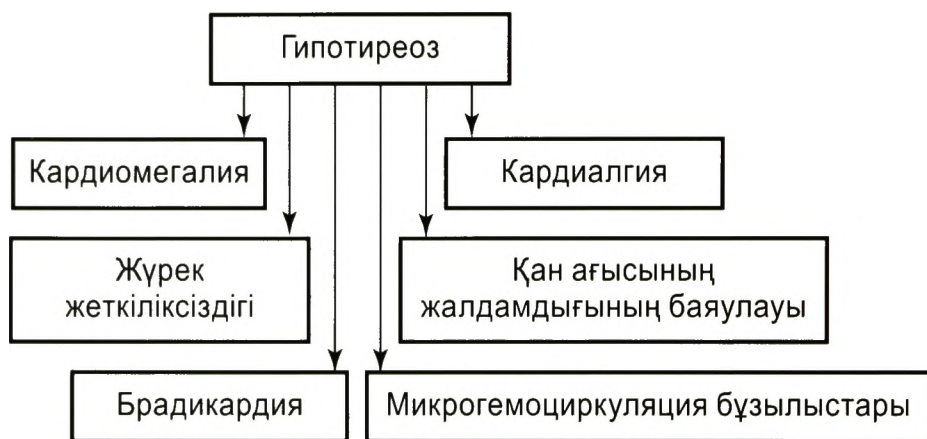 Гипотиреоз
Кардиомегалия
Кардиалгия
Жүрек
жеткіліксіздігі
Қан ағысының
жалдамдығының баяулауы
Брадикардия
Микрогемоциркуляция бұзылыстары